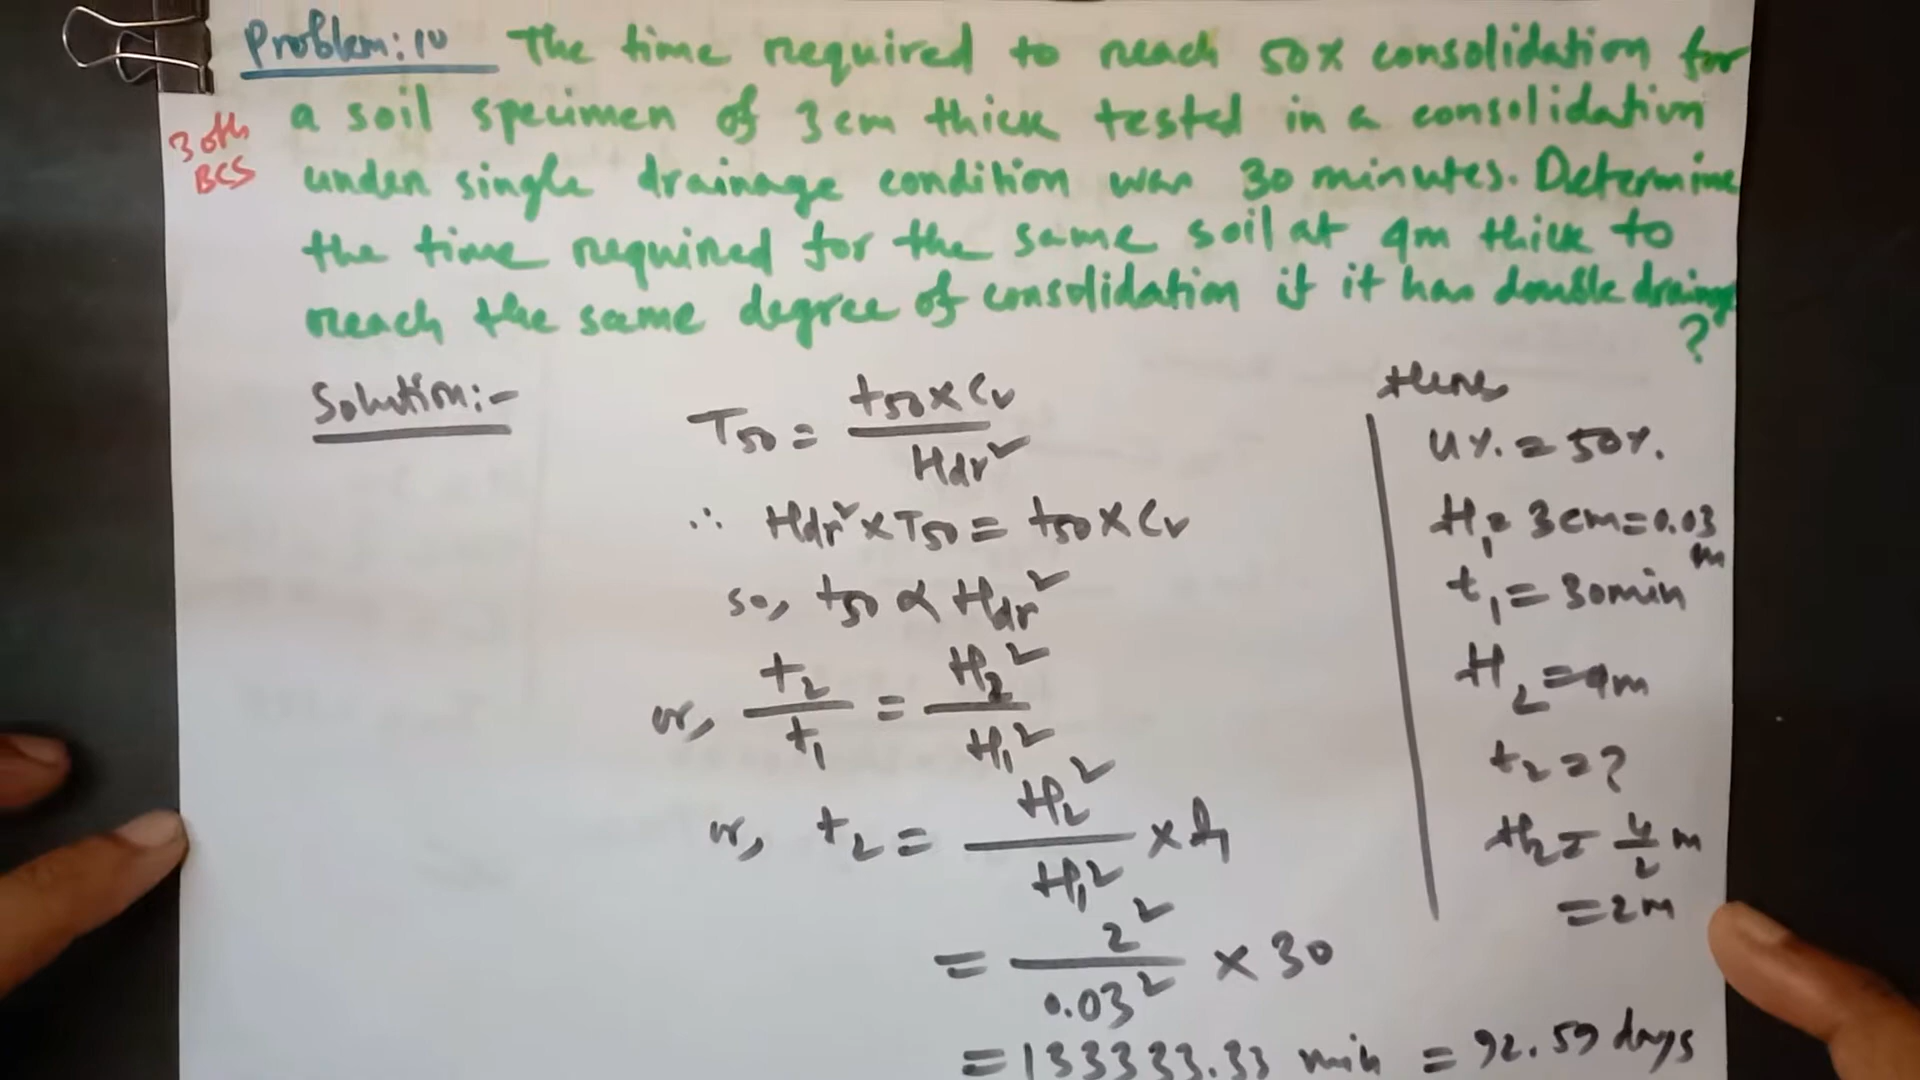 Problem: 10 The time required to reach 50% consolidation for
a soil specimen of 3cm thick tested in a consolidation
under single drainage condition was 30 minutes. Determine
the time required for the same soil at 4m thick to
reach the same degree of consolidation if it has double drainage
?
30th
BCS
Solution:-
T50 = t50 x Cv / Hdr²
∴ Hdr² x T50 = t50 x Cv
so, t50 α Hdr²
or, t2 / t1 = H2² / H1²
or, t2 = H2² / H1² x t1
= 2² / 0.03² x 30
= 133333.33 min = 92.59 days
Here,
U%. = 50%.
H1 = 3cm = 0.03 m
t1 = 30min
H2 = 4m
t2 = ?
H2 = 4/2 m
= 2m